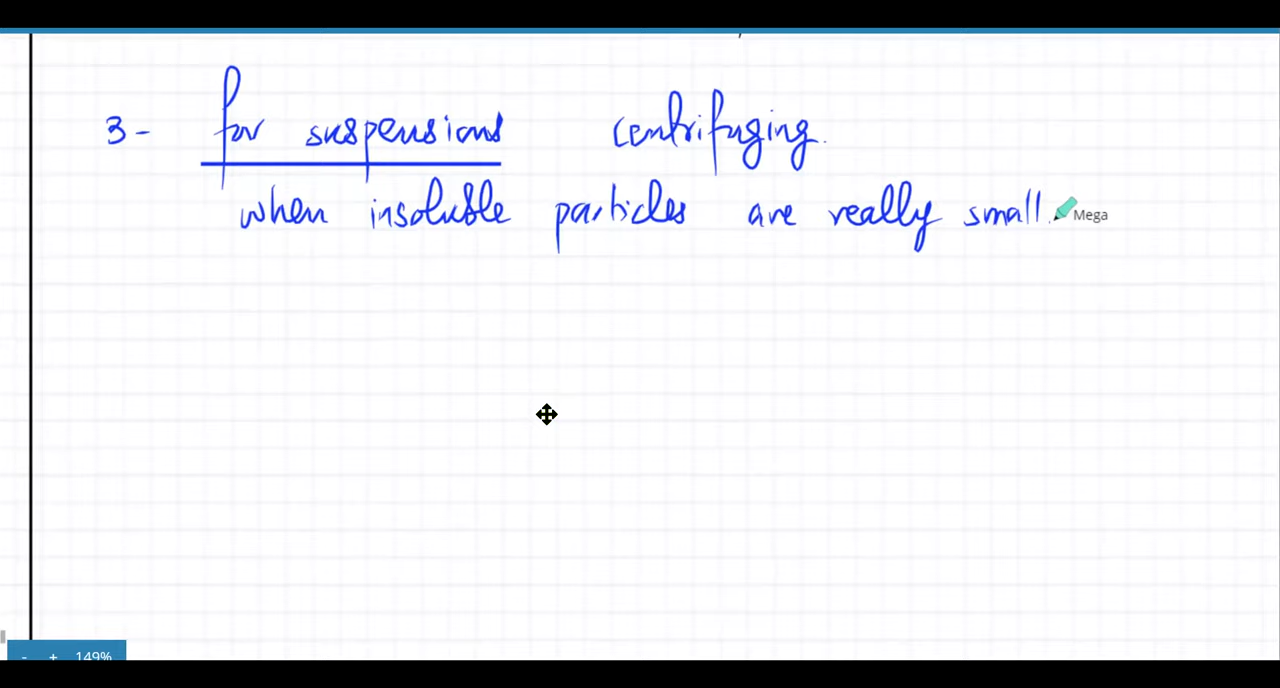 3- for suspensions centrifuging.
when insoluble particles are really small.
Mega
- + 149%